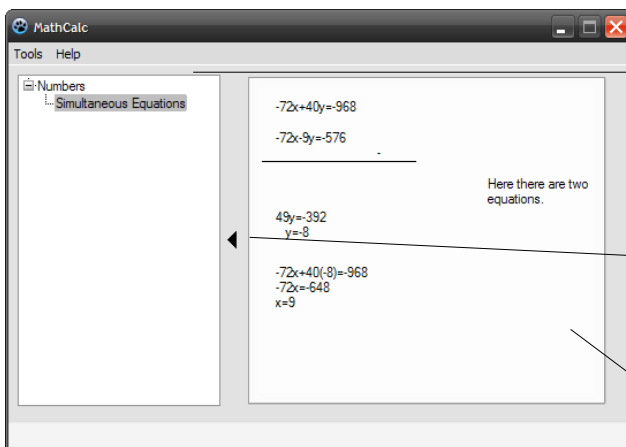 MathCalc
Tools Help
Numbers
Simultaneous Equations
-72x+40y=-968
-72x-9y=-576
-
Here there are two
equations.
49y=-392
y=-8
-72x+40(-8)=-968
-72x=-648
x=9